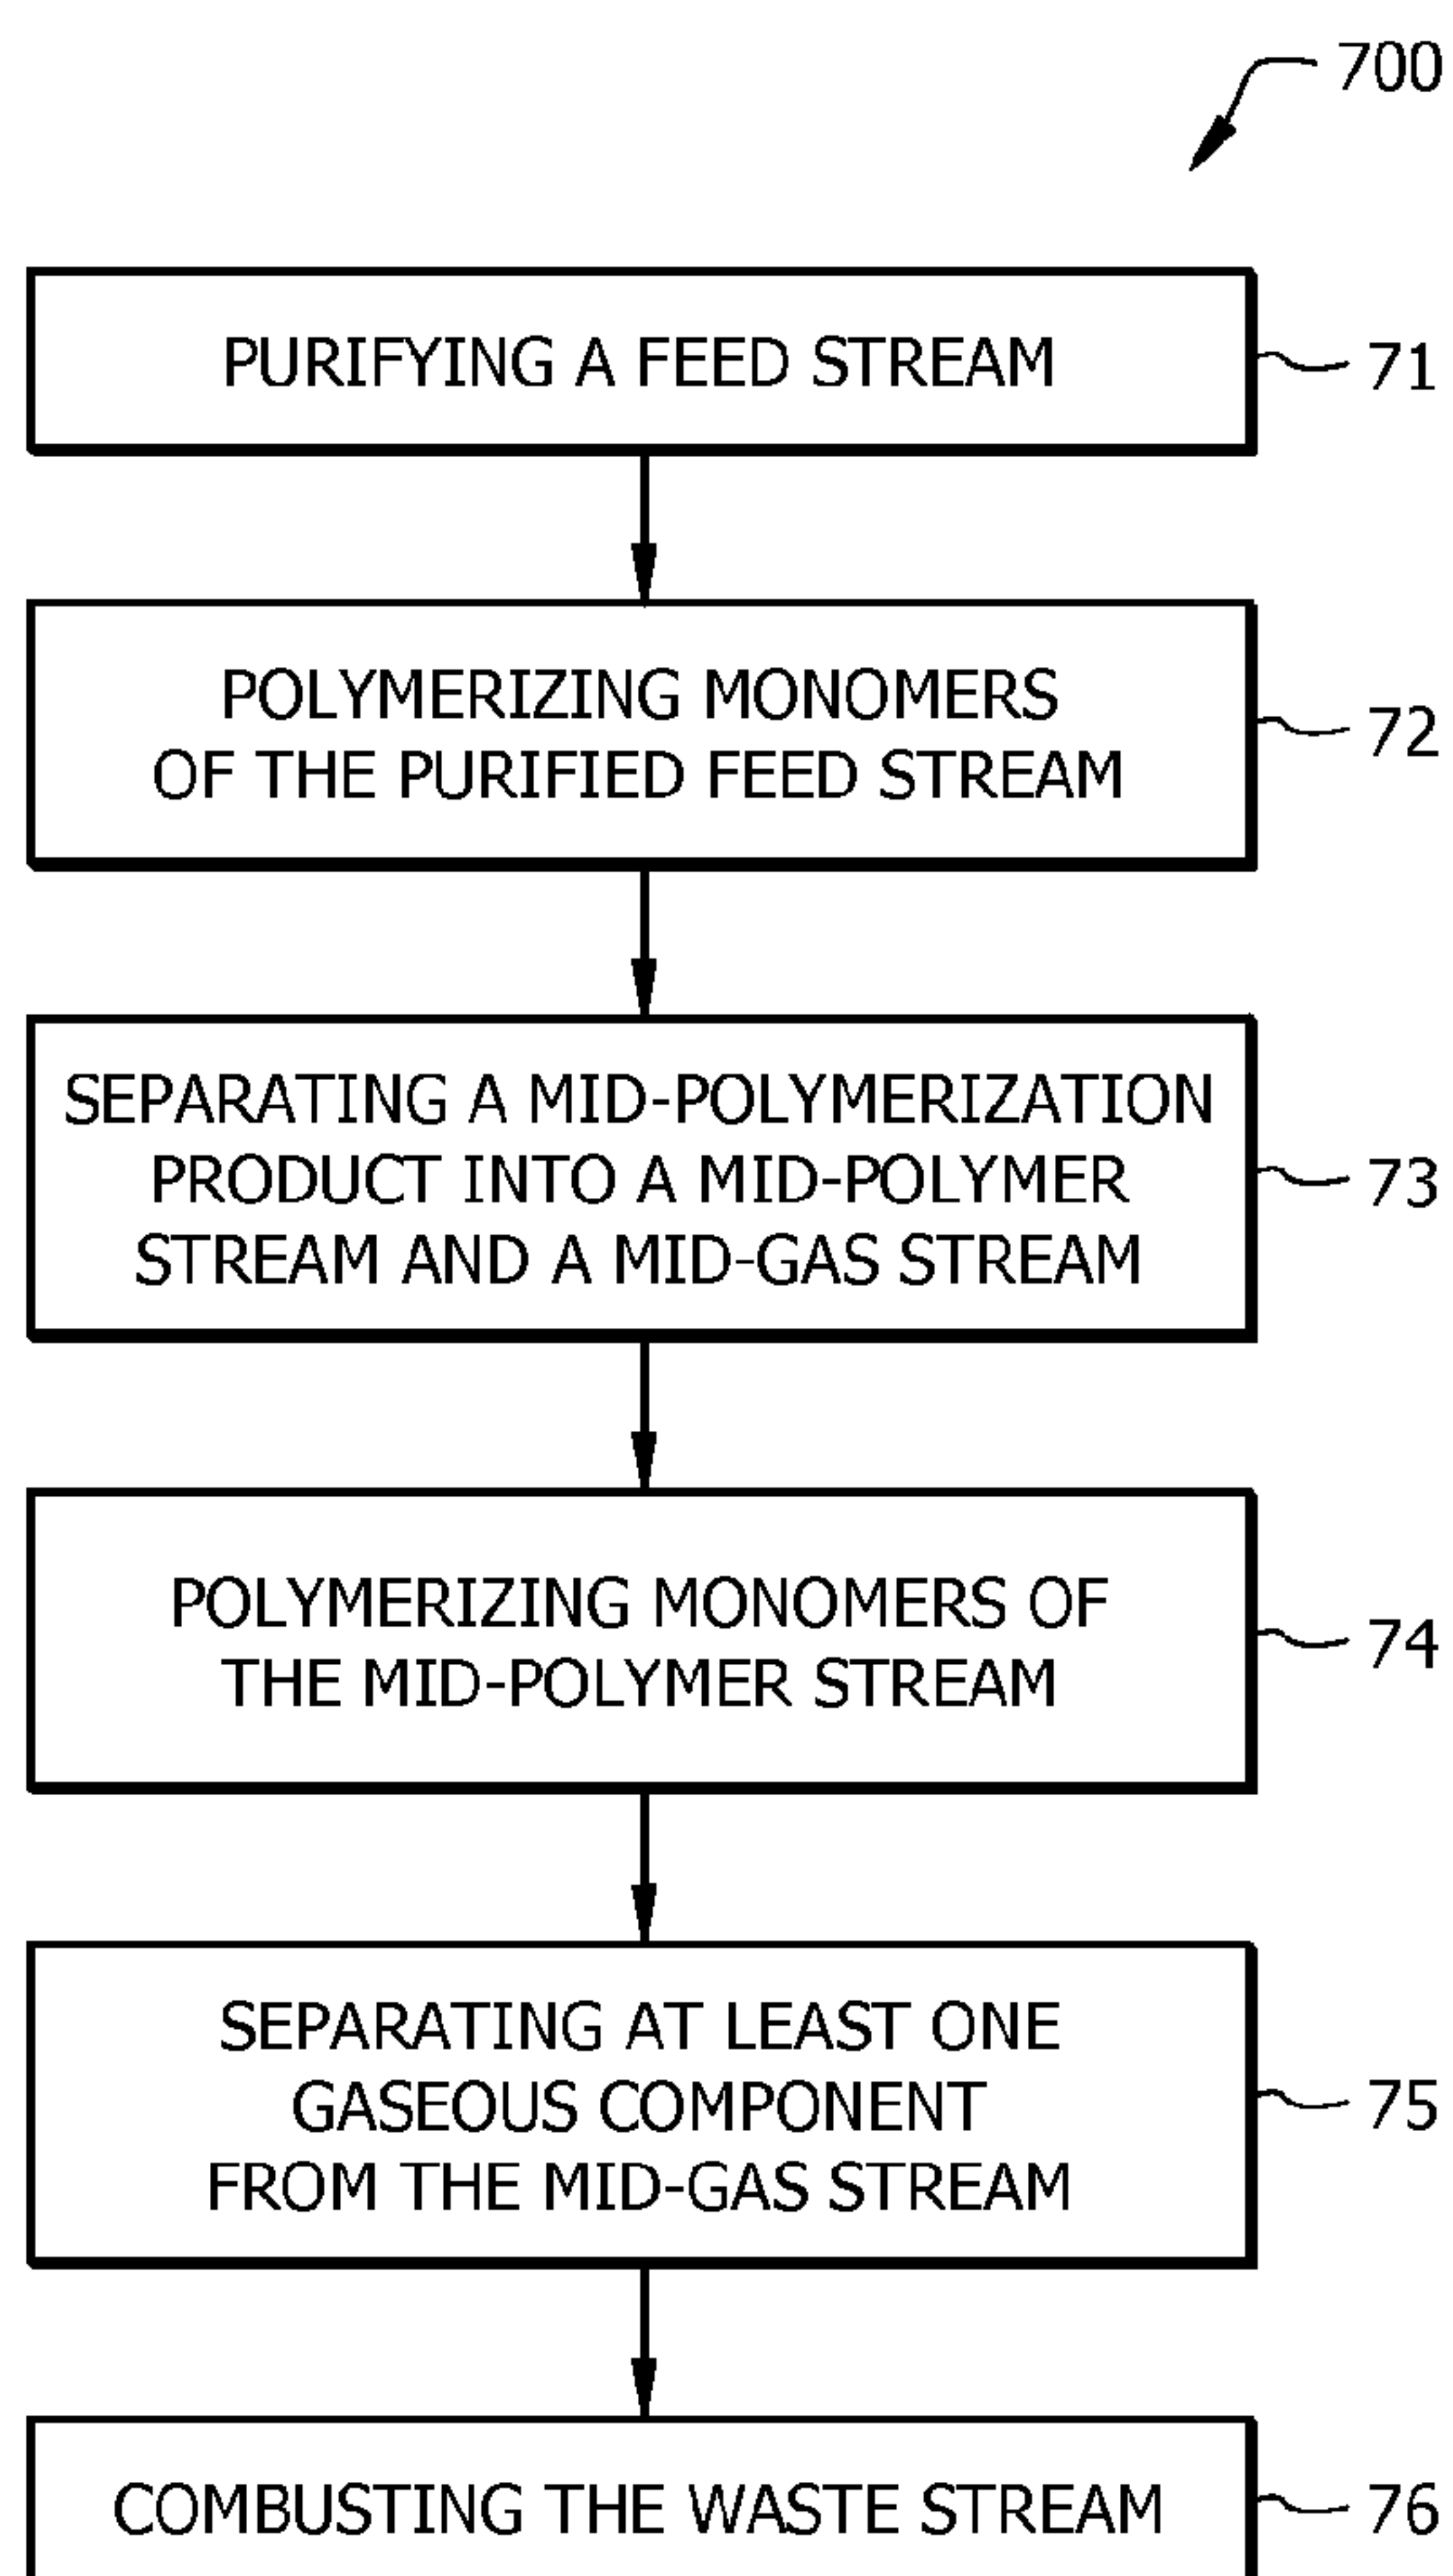 700
PURIFYING A FEED STREAM
71
POLYMERIZING MONOMERS
OF THE PURIFIED FEED STREAM
72
SEPARATING A MID-POLYMERIZATION
PRODUCT INTO A MID-POLYMER
STREAM AND A MID-GAS STREAM
73
POLYMERIZING MONOMERS OF
THE MID-POLYMER STREAM
74
SEPARATING AT LEAST ONE
GASEOUS COMPONENT
FROM THE MID-GAS STREAM
75
COMBUSTING THE WASTE STREAM
76